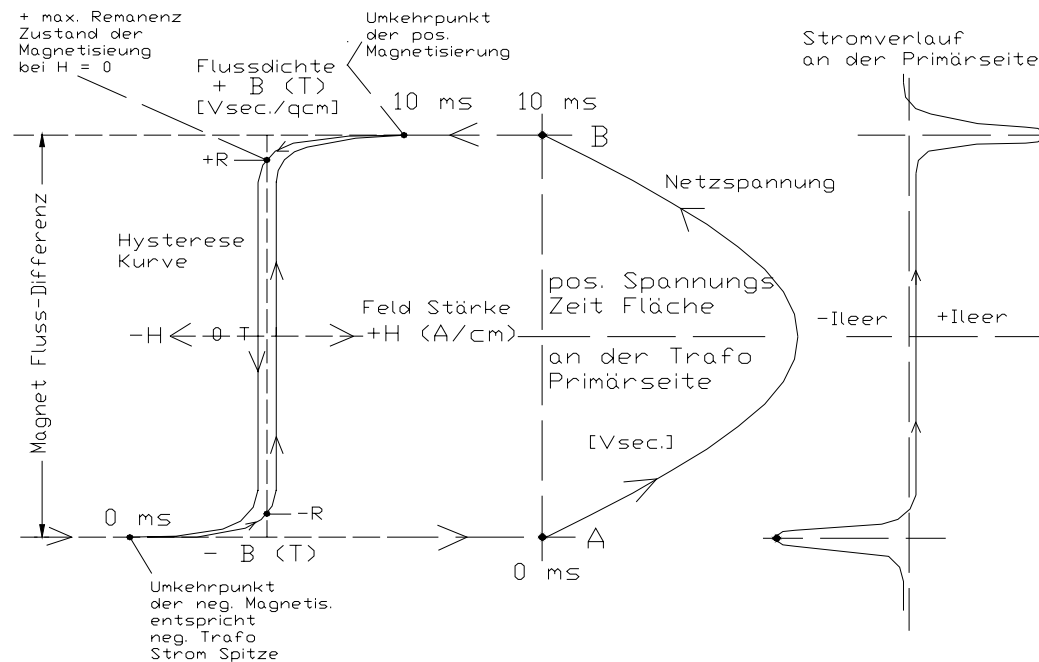 + max. Remanenz
Zustand der
Magnetisieung
bei H = 0
Umkehrpunkt
der pos.
Magnetisierung
Flussdichte
+ B (T)
[Vsec./qcm]
10 ms
10 ms
B
Stromverlauf
an der Primärseite
+R
Netzspannung
Magnet Fluss-Differenz
Hysterese
Kurve
pos. Spannungs
Zeit Fläche
Feld Stärke
-H
0 T
+H (A/cm)
-Ileer
+Ileer
an der Trafo
Primärseite
[Vsec.]
0 ms
-R
- B (T)
A
0 ms
Umkehrpunkt
der neg. Magnetis.
entspricht
neg. Trafo
Strom Spitze